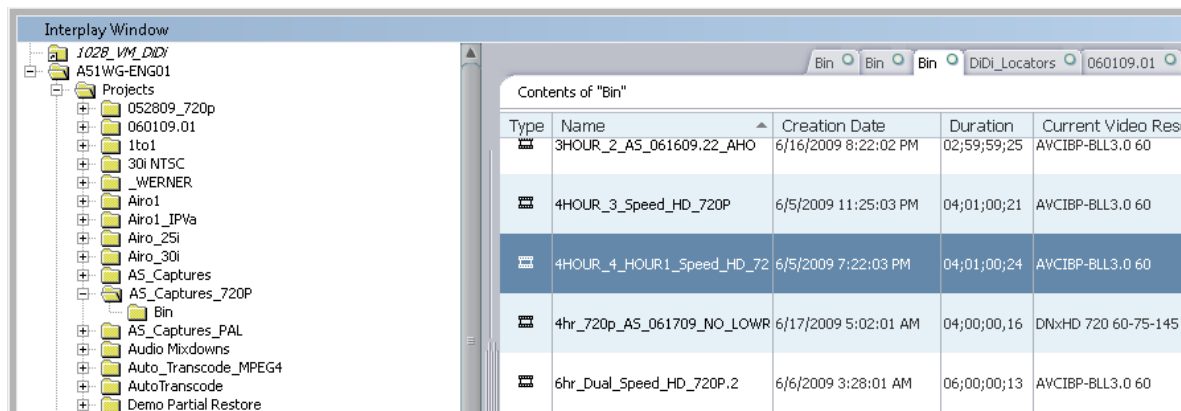 Interplay Window
1028_VM_DiDi
A51WG-ENG01
Projects
052809_720p
060109.01
1to1
30i NTSC
_WERNER
Airo1
Airo1_IPVa
Airo_25i
Airo_30i
AS_Captures
AS_Captures_720P
Bin
AS_Captures_PAL
Audio Mixdowns
Auto_Transcode_MPEG4
AutoTranscode
Demo Partial Restore
Bin Bin Bin DiDi_Locators 060109.01
Contents of "Bin"
Type Name Creation Date Duration Current Video Res
3HOUR_2_AS_061609.22_AHO 6/16/2009 8:22:02 PM 02;59;59;25 AVCIBP-BLL3.0 60
4HOUR_3_Speed_HD_720P 6/5/2009 11:25:03 PM 04;01;00;21 AVCIBP-BLL3.0 60
4HOUR_4_HOUR1_Speed_HD_72 6/5/2009 7:22:03 PM 04;01;00;24 AVCIBP-BLL3.0 60
4hr_720p_AS_061709_NO_LOWR 6/17/2009 5:02:01 AM 04;00;00,16 DNxHD 720 60-75-145
6hr_Dual_Speed_HD_720P.2 6/6/2009 3:28:01 AM 06;00;00;13 AVCIBP-BLL3.0 60